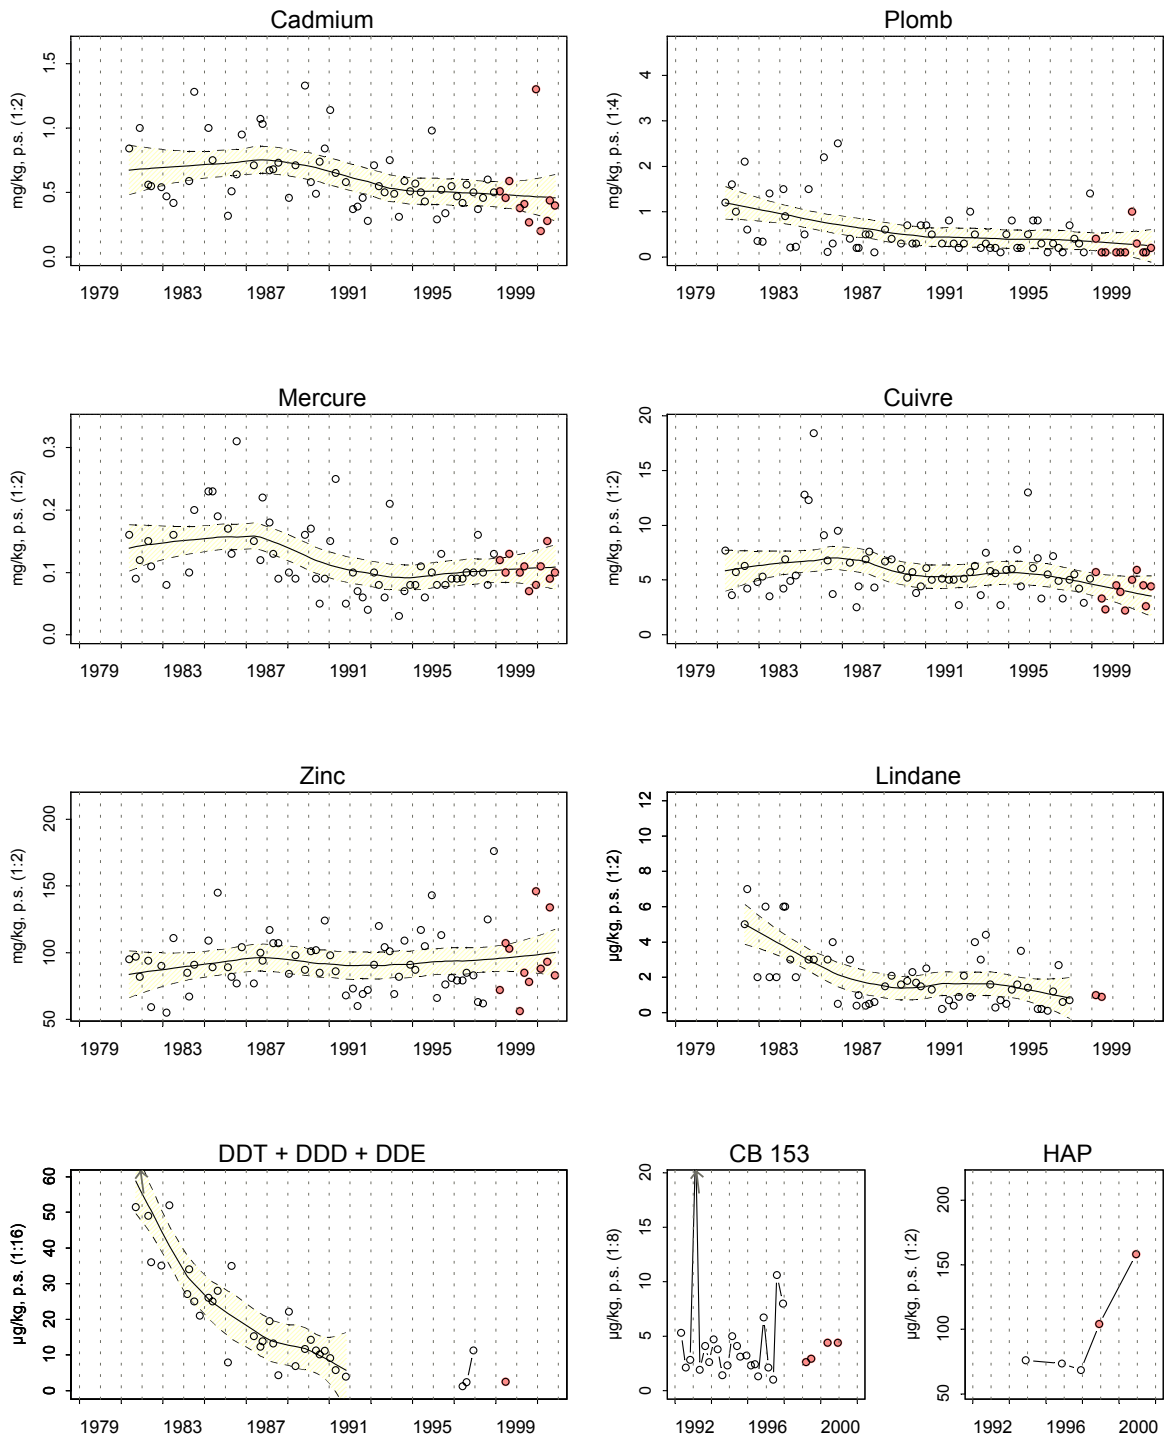 Cadmium
mg/kg, p.s. (1:2)
0.0 0.5 1.0 1.5
1979 1983 1987 1991 1995 1999
Plomb
mg/kg, p.s. (1:4)
0 1 2 3 4
1979 1983 1987 1991 1995 1999
Mercure
mg/kg, p.s. (1:2)
0.0 0.1 0.2 0.3
1979 1983 1987 1991 1995 1999
Cuivre
mg/kg, p.s. (1:2)
0 5 10 15 20
1979 1983 1987 1991 1995 1999
Zinc
mg/kg, p.s. (1:2)
50 100 150 200
1979 1983 1987 1991 1995 1999
Lindane
µg/kg, p.s. (1:2)
0 2 4 6 8 10 12
1979 1983 1987 1991 1995 1999
DDT + DDD + DDE
µg/kg, p.s. (1:16)
0 10 20 30 40 50 60
1979 1983 1987 1991 1995 1999
CB 153
µg/kg, p.s. (1:8)
0 5 10 15 20
1992 1996 2000
HAP
µg/kg, p.s. (1:2)
50 100 150 200
1992 1996 2000